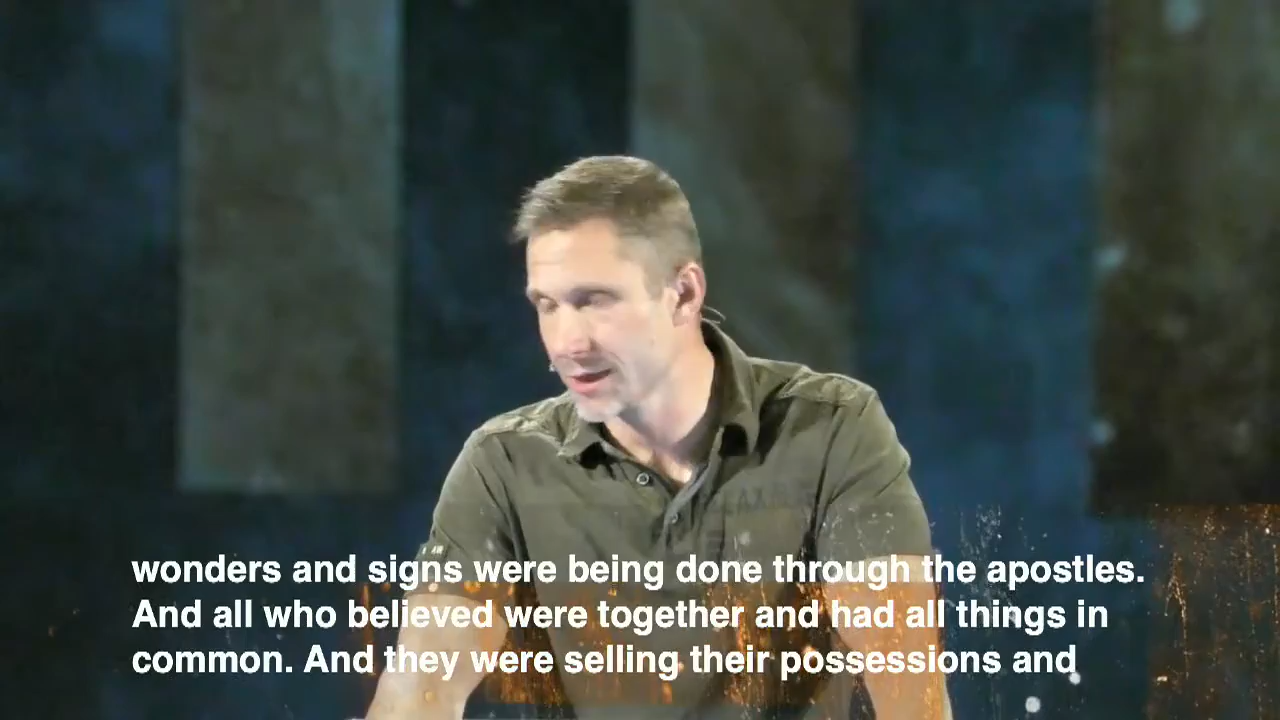 wonders and signs were being done through the apostles.
And all who believed were together and had all things in
common. And they were selling their possessions and